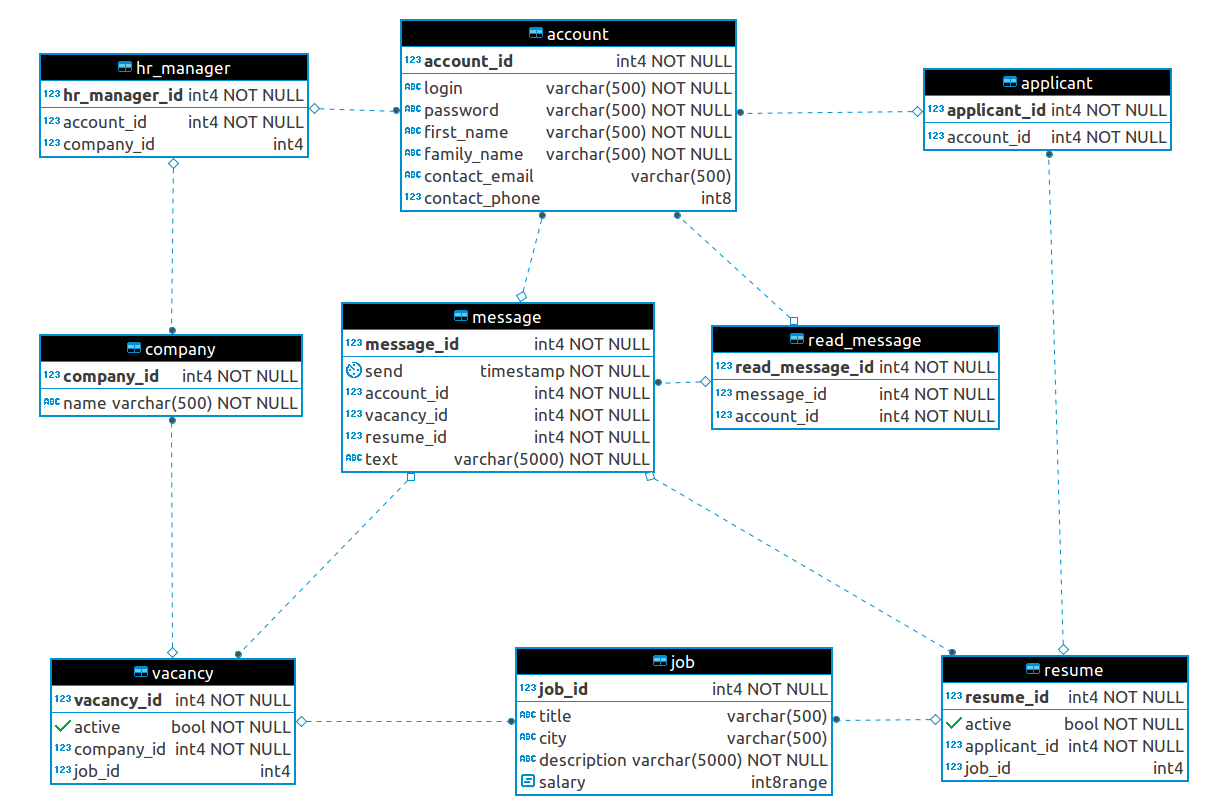 account
123 account_id int4 NOT NULL
ABC login varchar(500) NOT NULL
ABC password varchar(500) NOT NULL
ABC first_name varchar(500) NOT NULL
ABC family_name varchar(500) NOT NULL
ABC contact_email varchar(500)
123 contact_phone int8
hr_manager
123 hr_manager_id int4 NOT NULL
123 account_id int4 NOT NULL
123 company_id int4
applicant
123 applicant_id int4 NOT NULL
123 account_id int4 NOT NULL
message
123 message_id int4 NOT NULL
send timestamp NOT NULL
123 account_id int4 NOT NULL
123 vacancy_id int4 NOT NULL
123 resume_id int4 NOT NULL
ABC text varchar(5000) NOT NULL
read_message
123 read_message_id int4 NOT NULL
123 message_id int4 NOT NULL
123 account_id int4 NOT NULL
company
123 company_id int4 NOT NULL
ABC name varchar(500) NOT NULL
vacancy
123 vacancy_id int4 NOT NULL
active bool NOT NULL
123 company_id int4 NOT NULL
123 job_id int4
job
123 job_id int4 NOT NULL
ABC title varchar(500)
ABC city varchar(500)
ABC description varchar(5000) NOT NULL
salary int8range
resume
123 resume_id int4 NOT NULL
active bool NOT NULL
123 applicant_id int4 NOT NULL
123 job_id int4